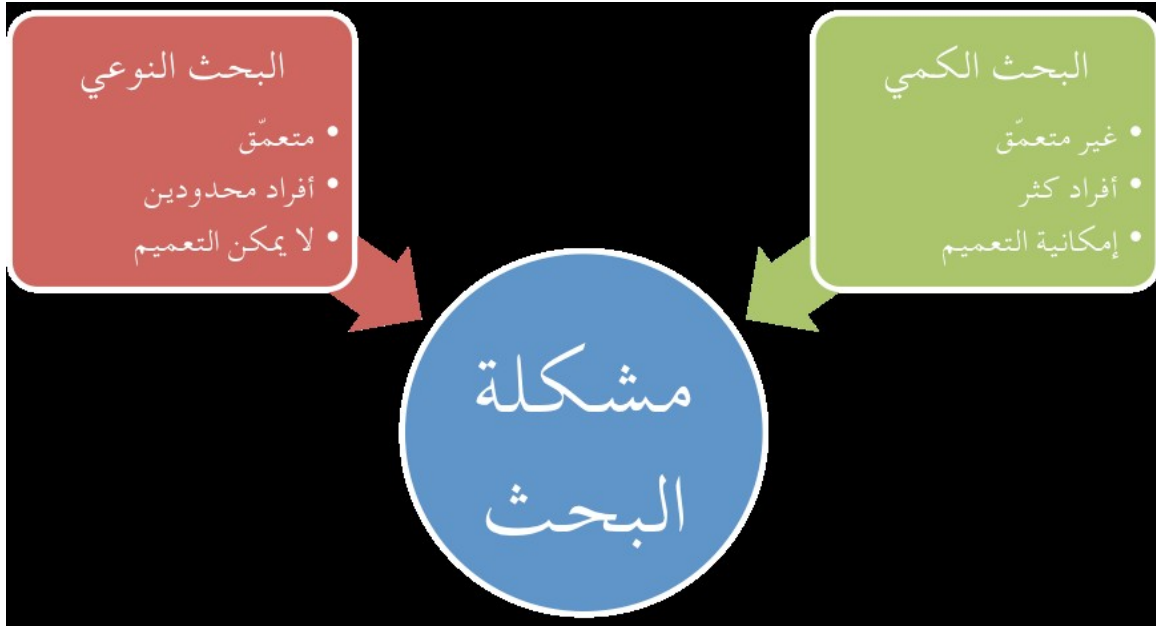 البحث الكمي
• غير متعمّق
• أفراد كثر
• إمكانية التعميم
البحث النوعي
• متعمّق
• أفراد محدودين
• لا يمكن التعميم
مشكلة
البحث